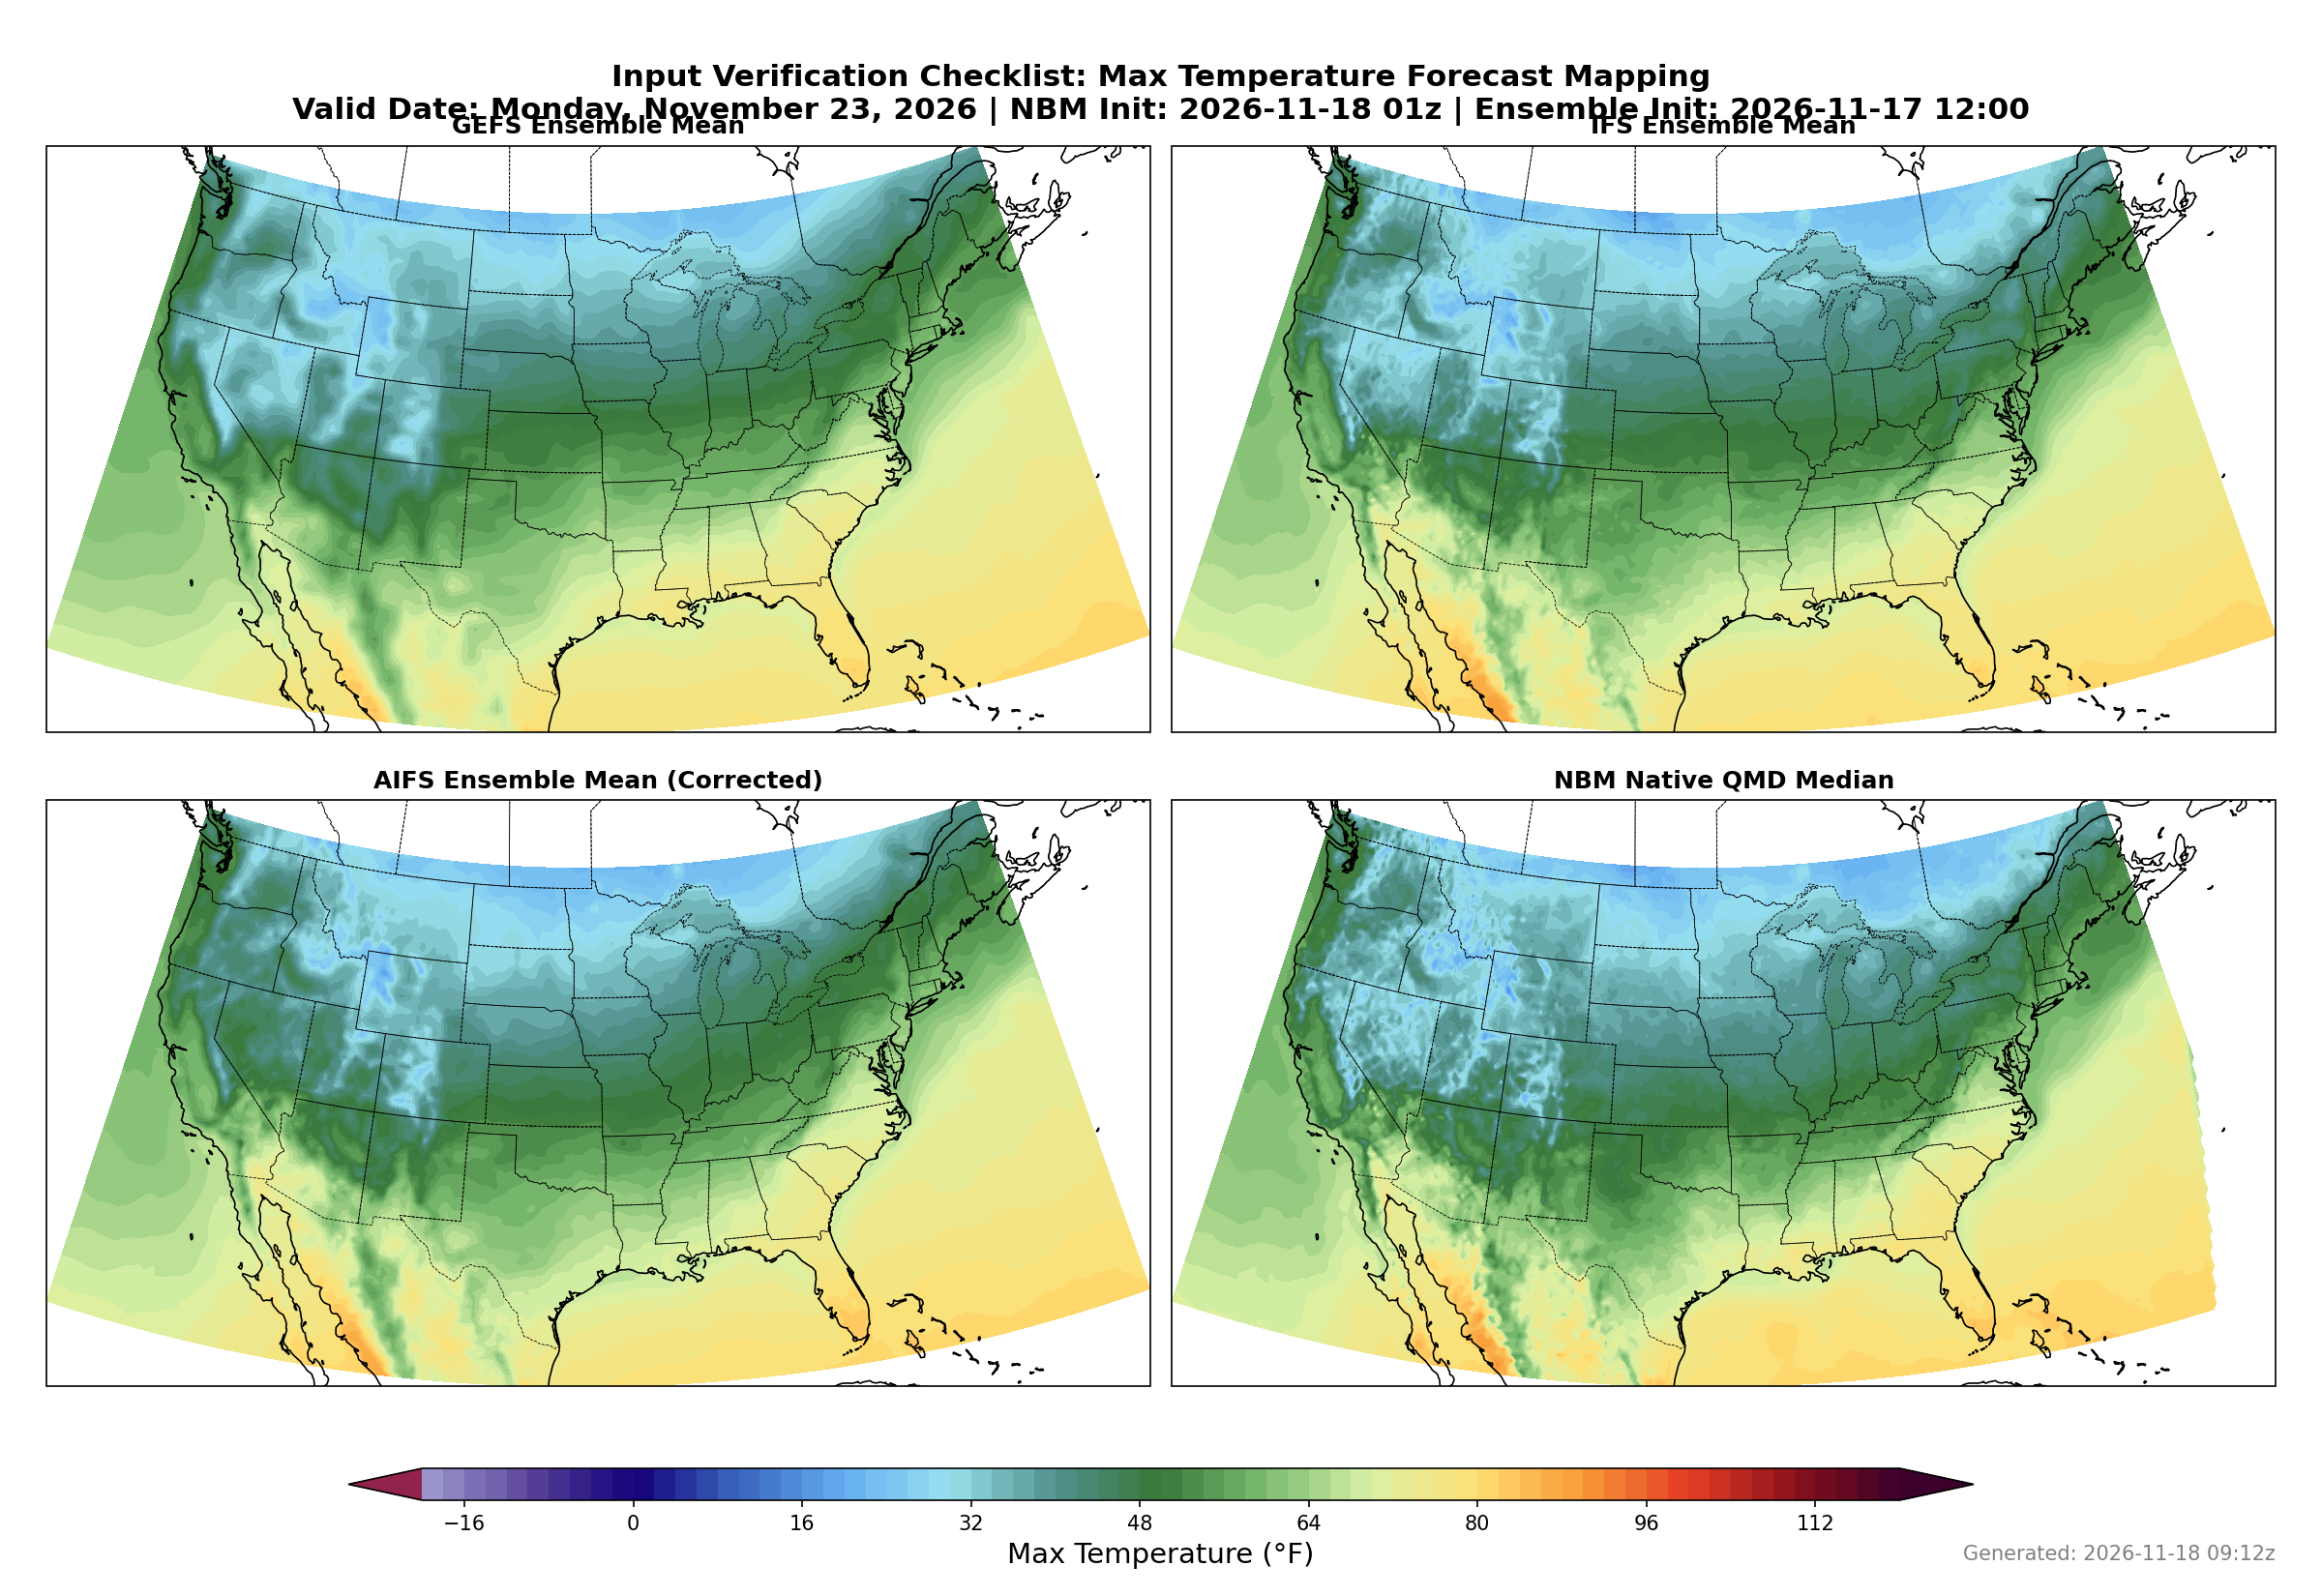 Input Verification Checklist: Max Temperature Forecast Mapping
Valid Date: Monday, November 23, 2026 | NBM Init: 2026-11-18 01z | Ensemble Init: 2026-11-17 12:00
GEFS Ensemble Mean
IFS Ensemble Mean
AIFS Ensemble Mean (Corrected)
NBM Native QMD Median
−16 0 16 32 48 64 80 96 112
Max Temperature (°F)
Generated: 2026-11-18 09:12z